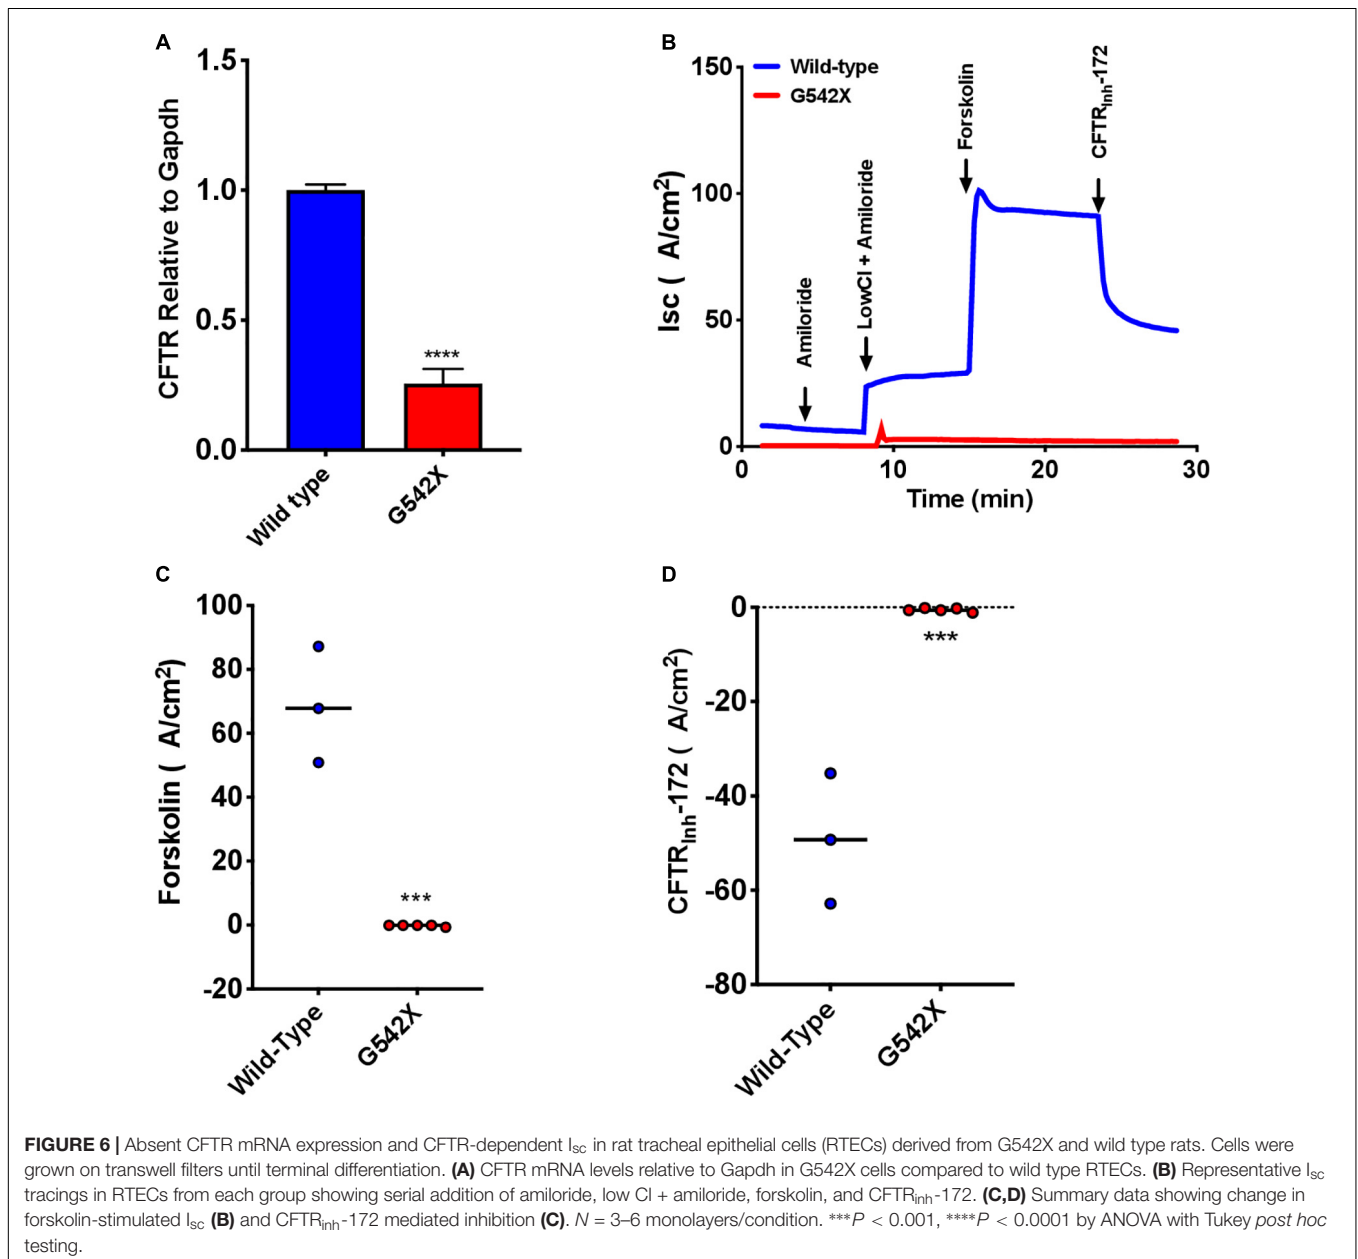 A
1.5
1.0
0.5
0.0
CFTR Relative to Gapdh
****
Wild type
G542X
B
Wild-type
G542X
150
100
50
0
Isc ( A/cm2)
Amiloride
LowCl + Amiloride
Forskolin
CFTRInh-172
0 10 20 30
Time (min)
C
100
80
60
40
20
0
-20
Forskolin ( A/cm2)
***
Wild-Type
G542X
D
0
-20
-40
-60
-80
CFTRInh-172 ( A/cm2)
***
Wild-Type
G542X
FIGURE 6 | Absent CFTR mRNA expression and CFTR-dependent Isc in rat tracheal epithelial cells (RTECs) derived from G542X and wild type rats. Cells were
grown on transwell filters until terminal differentiation. (A) CFTR mRNA levels relative to Gapdh in G542X cells compared to wild type RTECs. (B) Representative Isc
tracings in RTECs from each group showing serial addition of amiloride, low Cl + amiloride, forskolin, and CFTRinh-172. (C,D) Summary data showing change in
forskolin-stimulated Isc (B) and CFTRinh-172 mediated inhibition (C). N = 3–6 monolayers/condition. ***P < 0.001, ****P < 0.0001 by ANOVA with Tukey post hoc
testing.